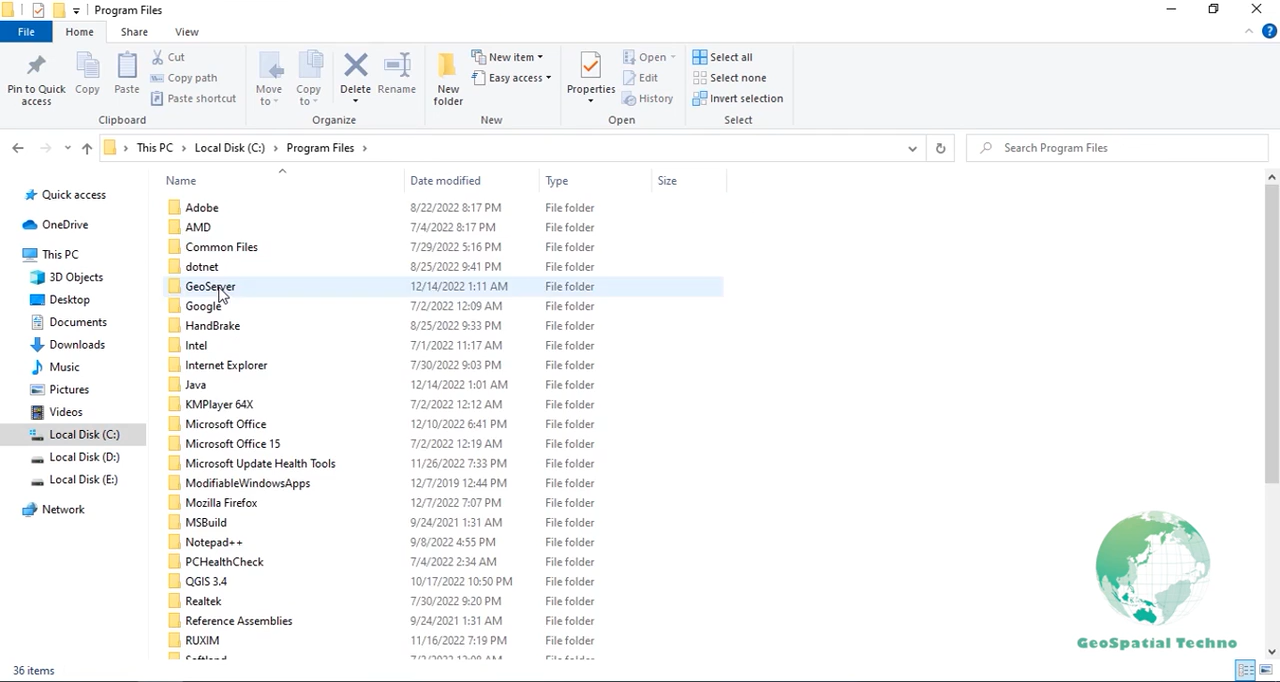 Program Files
File
Home
Share
View
Pin to Quick access
Copy
Paste
Cut
Copy path
Paste shortcut
Clipboard
Move to
Copy to
Delete
Rename
Organize
New folder
New item
Easy access
New
Properties
Open
Edit
History
Open
Select all
Select none
Invert selection
Select
This PC
Local Disk (C:)
Program Files
Search Program Files
Quick access
OneDrive
This PC
3D Objects
Desktop
Documents
Downloads
Music
Pictures
Videos
Local Disk (C:)
Local Disk (D:)
Local Disk (E:)
Network
Name Date modified Type Size
Adobe 8/22/2022 8:17 PM File folder
AMD 7/4/2022 8:17 PM File folder
Common Files 7/29/2022 5:16 PM File folder
dotnet 8/25/2022 9:41 PM File folder
GeoServer 12/14/2022 1:11 AM File folder
Google 7/2/2022 12:09 AM File folder
HandBrake 8/25/2022 9:33 PM File folder
Intel 7/1/2022 11:17 AM File folder
Internet Explorer 7/30/2022 9:03 PM File folder
Java 12/14/2022 1:01 AM File folder
KMPlayer 64X 7/2/2022 12:12 AM File folder
Microsoft Office 12/10/2022 6:41 PM File folder
Microsoft Office 15 7/2/2022 12:19 AM File folder
Microsoft Update Health Tools 11/26/2022 7:33 PM File folder
ModifiableWindowsApps 12/7/2019 12:44 PM File folder
Mozilla Firefox 12/7/2022 7:07 PM File folder
MSBuild 9/24/2021 1:31 AM File folder
Notepad++ 9/8/2022 4:55 PM File folder
PCHealthCheck 7/4/2022 2:34 AM File folder
QGIS 3.4 10/17/2022 10:50 PM File folder
Realtek 7/30/2022 9:20 PM File folder
Reference Assemblies 9/24/2021 1:31 AM File folder
RUXIM 11/16/2022 7:19 PM File folder
GeoSpatial Techno
36 items